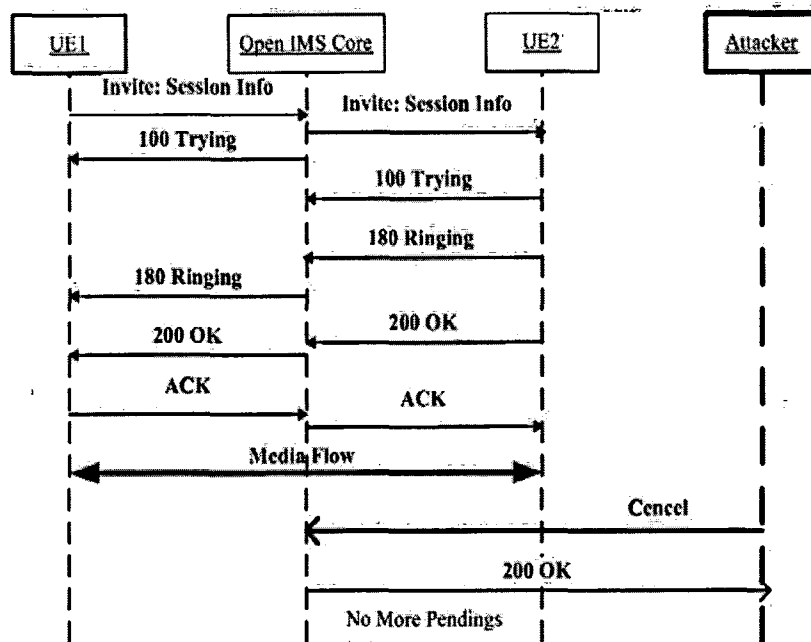 UE1
Open IMS Core
UE2
Attacker
Invite: Session Info
Invite: Session Info
100 Trying
100 Trying
180 Ringing
180 Ringing
200 OK
200 OK
ACK
ACK
Media Flow
Cencel
200 OK
No More Pendings